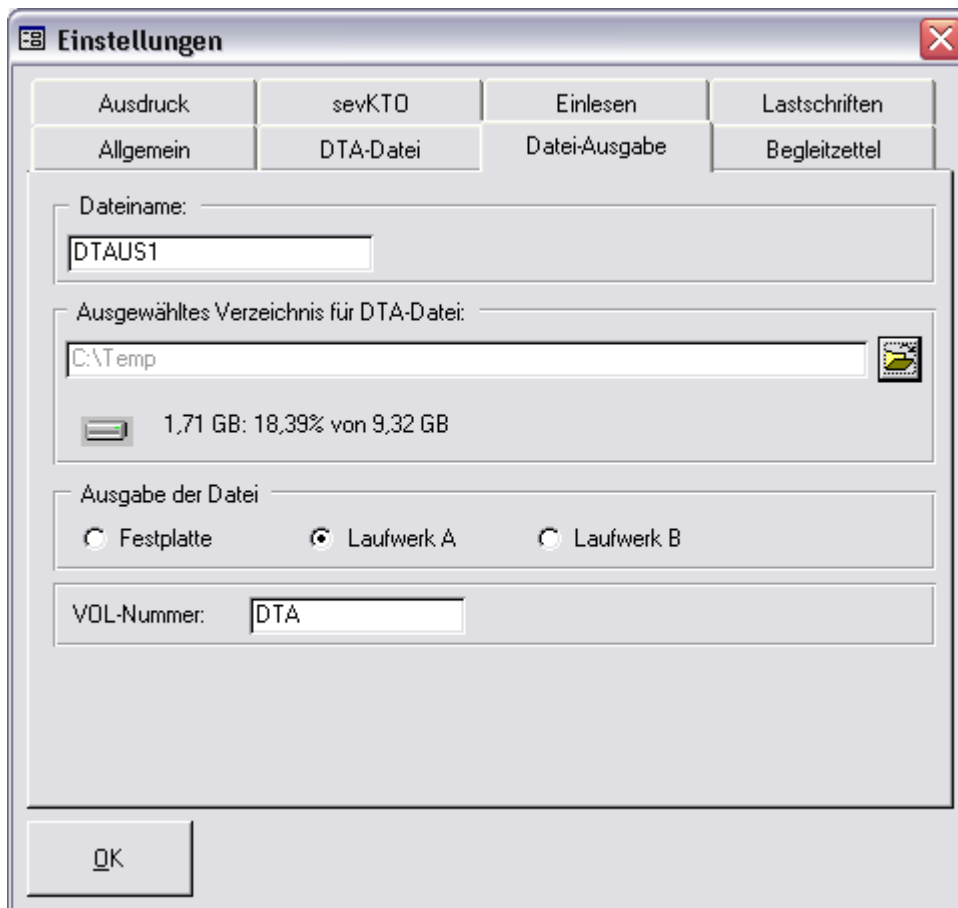 Einstellungen
Ausdruck sevKTO Einlesen Lastschriften
Allgemein DTA-Datei Datei-Ausgabe Begleitzettel
Dateiname:
DTAUS1
Ausgewähltes Verzeichnis für DTA-Datei:
C:\Temp
1,71 GB: 18,39% von 9,32 GB
Ausgabe der Datei
Festplatte Laufwerk A Laufwerk B
VOL-Nummer: DTA
OK